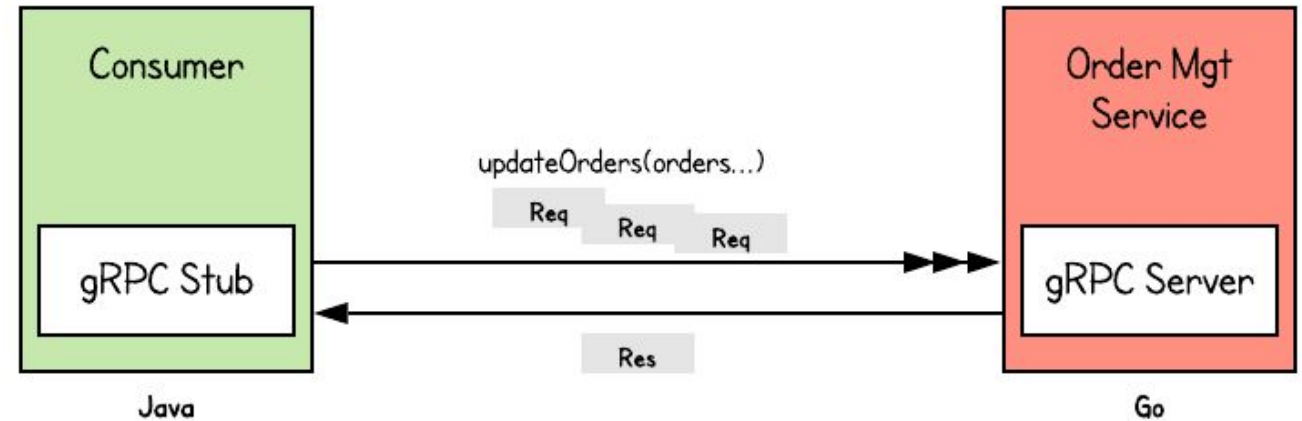 Consumer
Order Mgt
Service
updateOrders(orders...)
Req
Req
Req
gRPC Stub
gRPC Server
Res
Java
Go